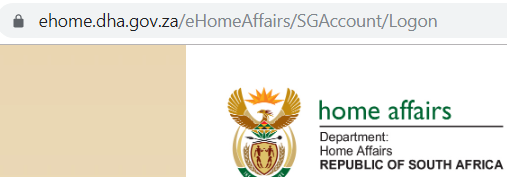 ehome.dha.gov.za/eHomeAffairs/SGAccount/Logon
home affairs
Department:
Home Affairs
REPUBLIC OF SOUTH AFRICA